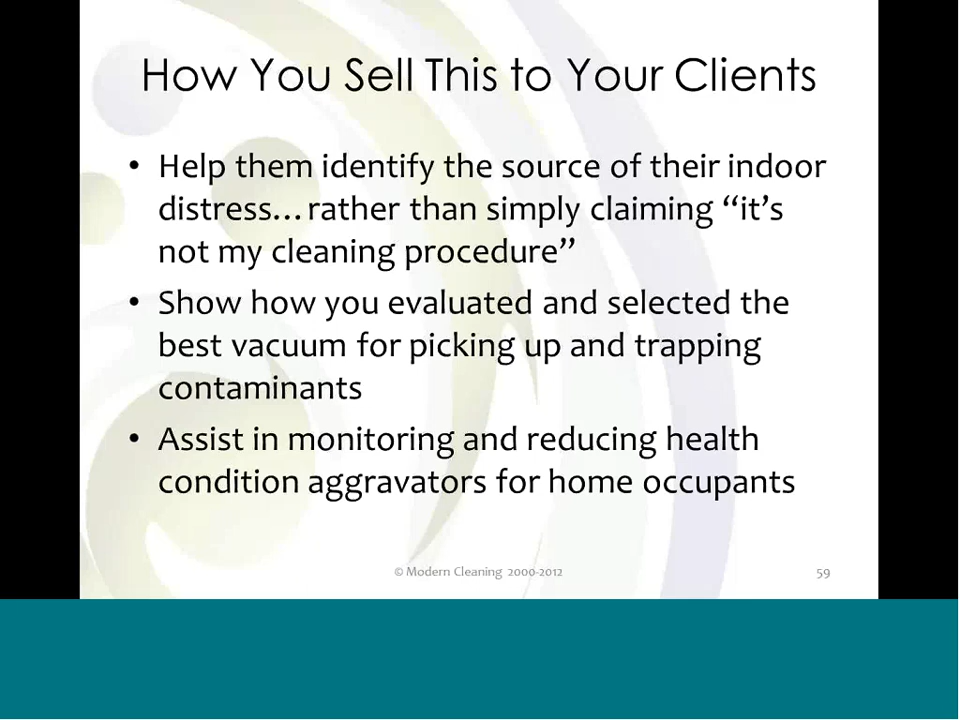 How You Sell This to Your Clients
• Help them identify the source of their indoor
distress…rather than simply claiming “it’s
not my cleaning procedure”
• Show how you evaluated and selected the
best vacuum for picking up and trapping
contaminants
• Assist in monitoring and reducing health
condition aggravators for home occupants
© Modern Cleaning 2000-2012
59